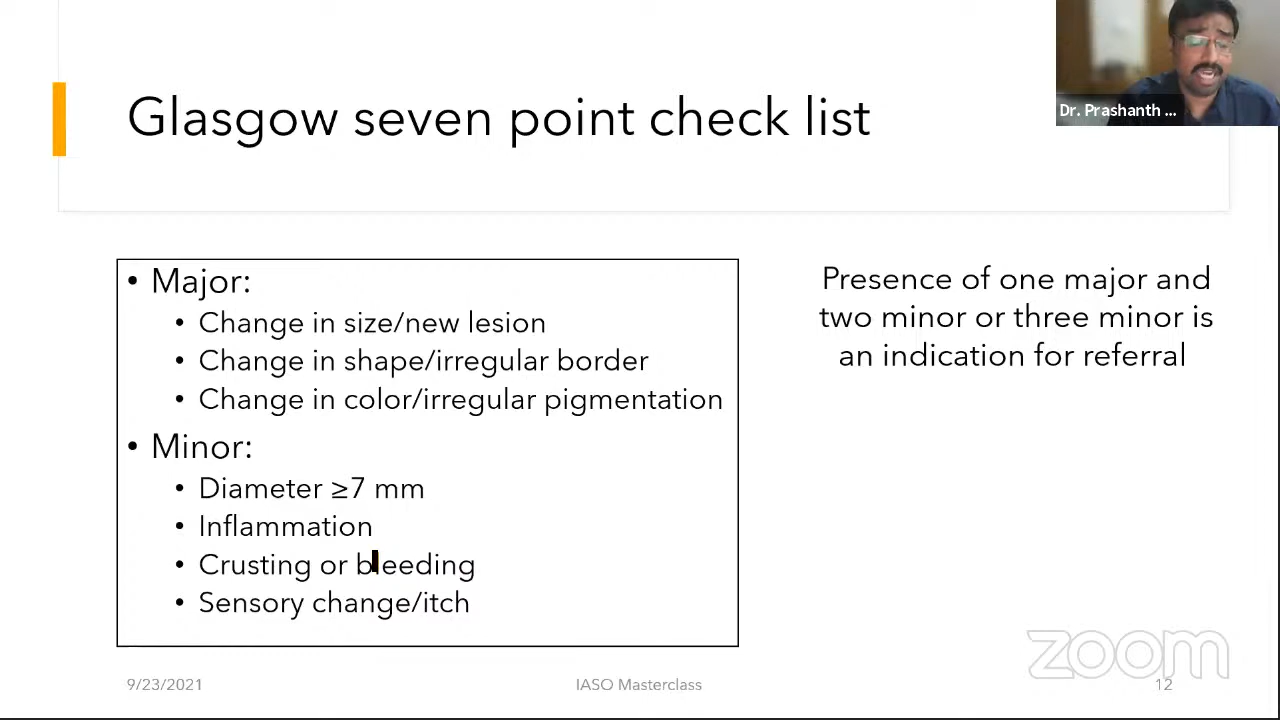 Dr. Prashanth ...
Glasgow seven point check list
• Major:
• Change in size/new lesion
• Change in shape/irregular border
• Change in color/irregular pigmentation
• Minor:
• Diameter ≥7 mm
• Inflammation
• Crusting or bleeding
• Sensory change/itch
Presence of one major and
two minor or three minor is
an indication for referral
zoom
9/23/2021
IASO Masterclass
12